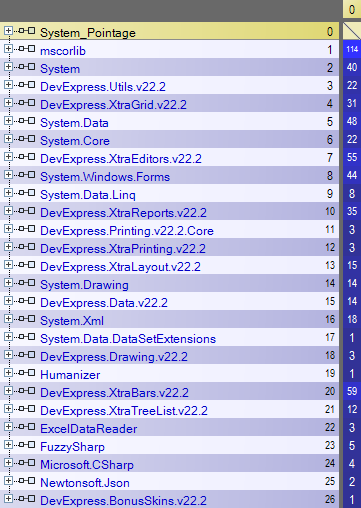 0
System_Pointage 0
mscorlib 1 114
System 2 40
DevExpress.Utils.v22.2 3 22
DevExpress.XtraGrid.v22.2 4 31
System.Data 5 48
System.Core 6 22
DevExpress.XtraEditors.v22.2 7 55
System.Windows.Forms 8 44
System.Data.Linq 9 8
DevExpress.XtraReports.v22.2 10 35
DevExpress.Printing.v22.2.Core 11 3
DevExpress.XtraPrinting.v22.2 12 3
DevExpress.XtraLayout.v22.2 13 15
System.Drawing 14 14
DevExpress.Data.v22.2 15 14
System.Xml 16 18
System.Data.DataSetExtensions 17 1
DevExpress.Drawing.v22.2 18 3
Humanizer 19 1
DevExpress.XtraBars.v22.2 20 59
DevExpress.XtraTreeList.v22.2 21 12
ExcelDataReader 22 3
FuzzySharp 23 5
Microsoft.CSharp 24 4
Newtonsoft.Json 25 2
DevExpress.BonusSkins.v22.2 26 1